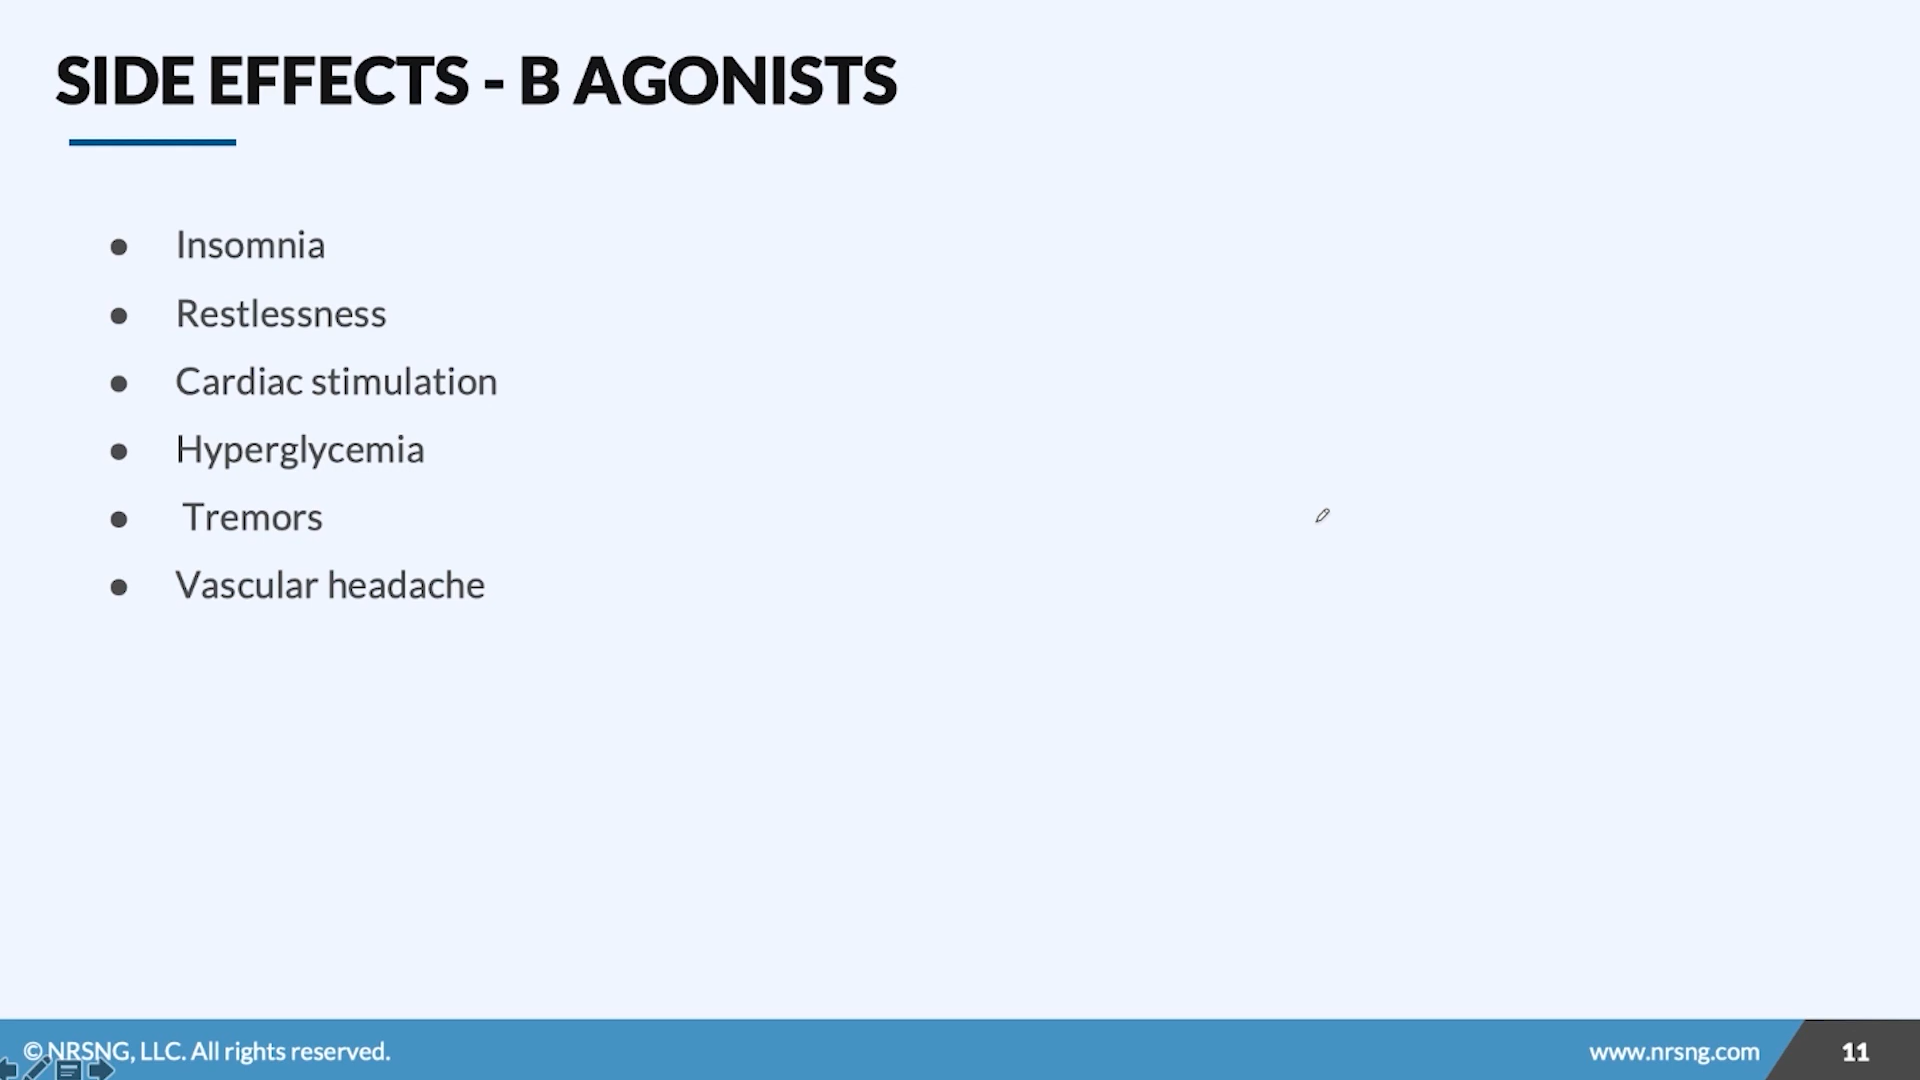 SIDE EFFECTS - B AGONISTS
● Insomnia
● Restlessness
● Cardiac stimulation
● Hyperglycemia
● Tremors
● Vascular headache
© NRSNG, LLC. All rights reserved.
www.nrsng.com
11